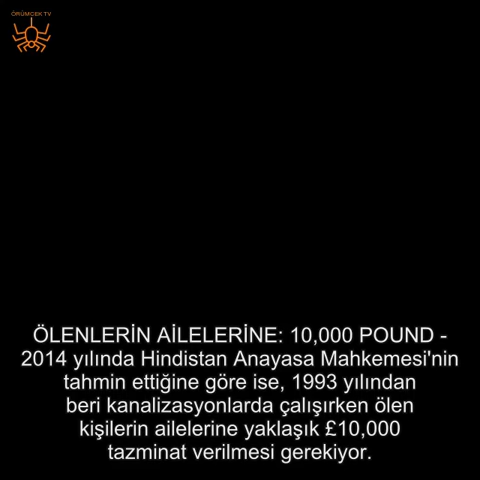 ÖRÜMCEK TV
ÖLENLERİN AİLELERİNE: 10,000 POUND -
2014 yılında Hindistan Anayasa Mahkemesi'nin
tahmin ettiğine göre ise, 1993 yılından
beri kanalizasyonlarda çalışırken ölen
kişilerin ailelerine yaklaşık £10,000
tazminat verilmesi gerekiyor.